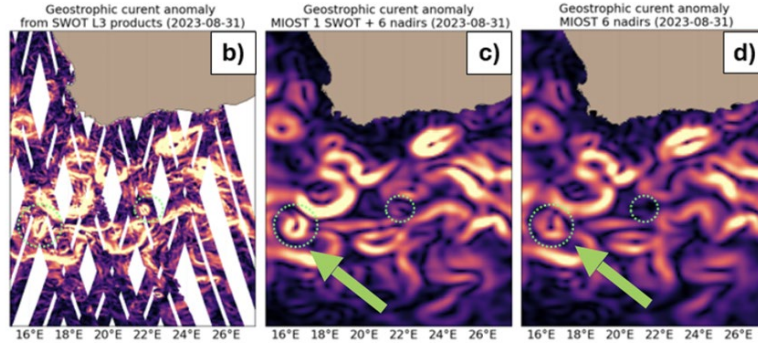 Geostrophic curent anomaly
from SWOT L3 products (2023-08-31)
b)
16°E 18°E 20°E 22°E 24°E 26°E
Geostrophic curent anomaly
MIOST 1 SWOT + 6 nadirs (2023-08-31)
c)
16°E 18°E 20°E 22°E 24°E 26°E
Geostrophic curent anomaly
MIOST 6 nadirs (2023-08-31)
d)
16°E 18°E 20°E 22°E 24°E 26°E